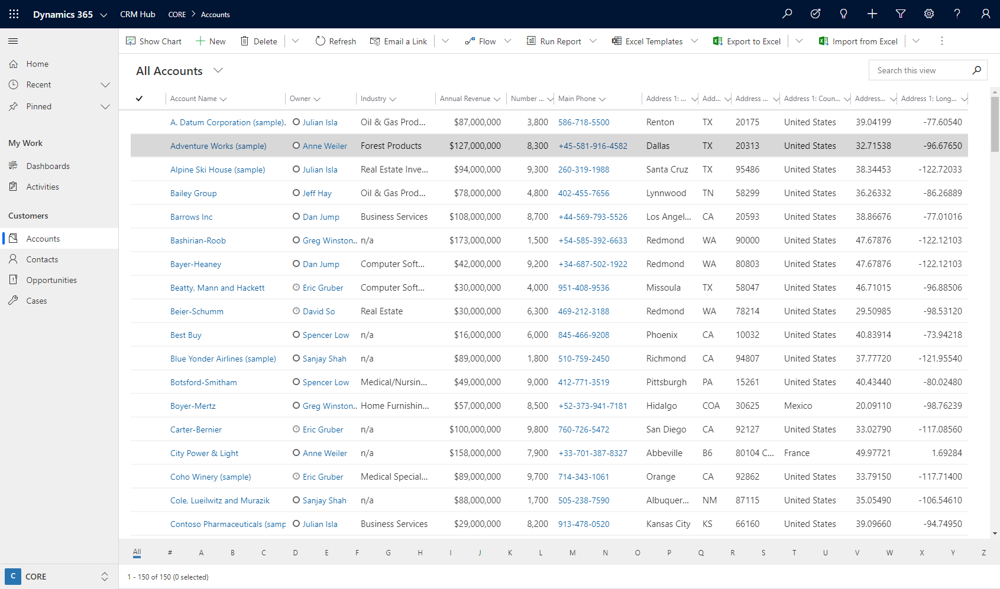 Dynamics 365 CRM Hub CORE > Accounts
Show Chart New Delete Refresh Email a Link Flow Run Report Excel Templates Export to Excel Import from Excel
Home
Recent
Pinned
My Work
Dashboards
Activities
Customers
Accounts
Contacts
Opportunities
Cases
C CORE
All Accounts
Search this view
Account Name Owner Industry Annual Revenue Number ... Main Phone Address 1: ... Add... Address ... Address 1: Coun... Address... Address 1: Long...
A. Datum Corporation (sample). Julian Isla Oil & Gas Prod... $87,000,000 3,800 586-718-5500 Renton TX 20175 United States 39.04199 -77.60540
Adventure Works (sample) Anne Weiler Forest Products $127,000,000 8,300 +45-581-916-4582 Dallas TX 20313 United States 32.71538 -96.67650
Alpine Ski House (sample) Julian Isla Real Estate Inve... $94,000,000 9,300 260-319-1988 Santa Cruz TX 95486 United States 38.34453 -122.72033
Bailey Group Jeff Hay Oil & Gas Prod... $78,000,000 4,800 402-455-7656 Lynnwood TN 58299 United States 36.26332 -86.26889
Barrows Inc Dan Jump Business Services $108,000,000 8,700 +44-569-793-5526 Los Angel... CA 20593 United States 38.86676 -77.01016
Bashirian-Roob Greg Winston.. n/a $173,000,000 1,500 +54-585-392-6633 Redmond WA 90000 United States 47.67876 -122.12103
Bayer-Heaney Dan Jump Computer Soft... $42,000,000 9,200 +34-687-502-1922 Redmond WA 80803 United States 47.67876 -122.12103
Beatty, Mann and Hackett Eric Gruber Computer Soft... $30,000,000 4,000 951-408-9536 Missoula TX 58047 United States 46.71015 -96.88506
Beier-Schumm David So Real Estate $30,000,000 6,300 469-212-3188 Redmond WA 78214 United States 29.50985 -98.53120
Best Buy Spencer Low n/a $16,000,000 6,000 845-466-9208 Phoenix CA 10032 United States 40.83914 -73.94218
Blue Yonder Airlines (sample) Sanjay Shah n/a $89,000,000 1,800 510-759-2450 Richmond CA 94807 United States 37.77720 -121.95540
Botsford-Smitham Spencer Low Medical/Nursin... $49,000,000 9,000 412-771-3519 Pittsburgh PA 15261 United States 40.43440 -80.02480
Boyer-Mertz Greg Winston.. Home Furnishin... $57,000,000 8,500 +52-373-941-7181 Hidalgo COA 30625 Mexico 20.09110 -98.76239
Carter-Bernier Eric Gruber n/a $100,000,000 9,800 760-726-5472 San Diego CA 92127 United States 33.02790 -117.08560
City Power & Light Anne Weiler n/a $158,000,000 7,900 +33-701-387-8327 Abbeville B6 80104 C... France 49.97721 1.69284
Coho Winery (sample) Eric Gruber Medical Special... $89,000,000 9,700 714-343-1061 Orange CA 92862 United States 33.79150 -117.71400
Cole, Lueilwitz and Murazik Sanjay Shah n/a $88,000,000 1,700 505-238-7590 Albuquer... NM 87115 United States 35.05490 -106.54610
Contoso Pharmaceuticals (samp Julian Isla Business Services $29,000,000 8,200 913-478-0520 Kansas City KS 66160 United States 39.09660 -94.74950
All # A B C D E F G H I J K L M N O P Q R S T U V W X Y Z
1 - 150 of 150 (0 selected)